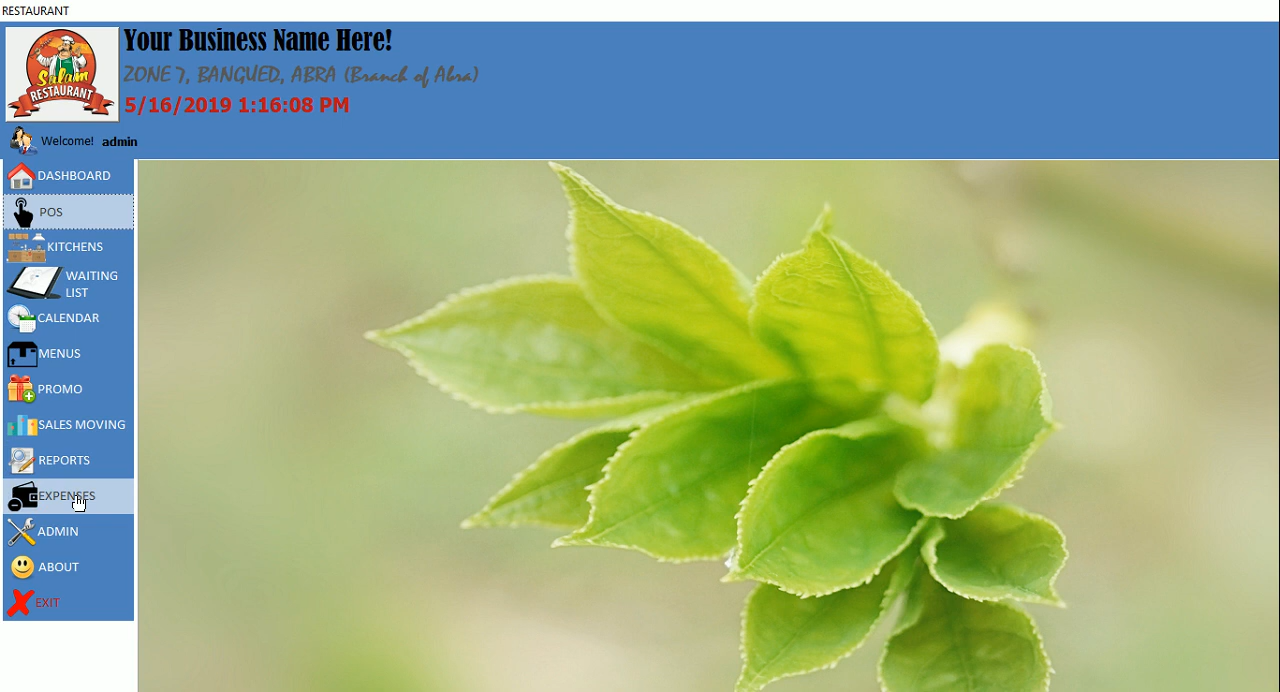 RESTAURANT
Your Business Name Here!
ZONE 7, BANGUED, ABRA (Branch of Abra)
5/16/2019 1:16:08 PM
Salam
RESTAURANT
Welcome! admin
DASHBOARD
POS
KITCHENS
WAITING
LIST
CALENDAR
MENUS
PROMO
SALES MOVING
REPORTS
EXPENSES
ADMIN
ABOUT
EXIT